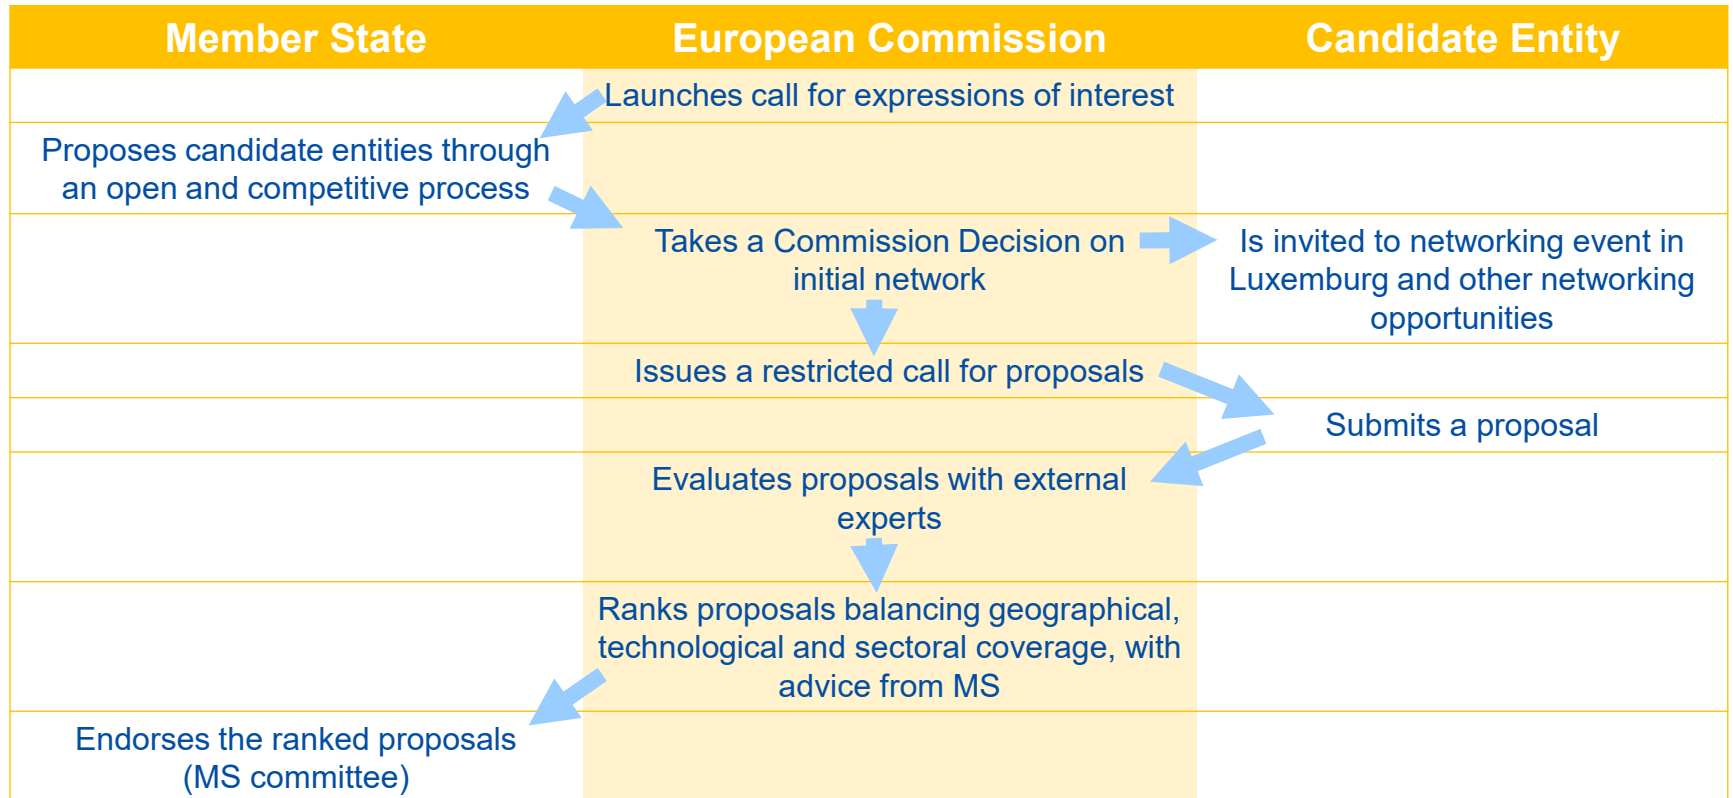 Member State
European Commission
Candidate Entity
Launches call for expressions of interest
Proposes candidate entities through
an open and competitive process
Takes a Commission Decision on
initial network
Is invited to networking event in
Luxemburg and other networking
opportunities
Issues a restricted call for proposals
Submits a proposal
Evaluates proposals with external
experts
Ranks proposals balancing geographical,
technological and sectoral coverage, with
advice from MS
Endorses the ranked proposals
(MS committee)